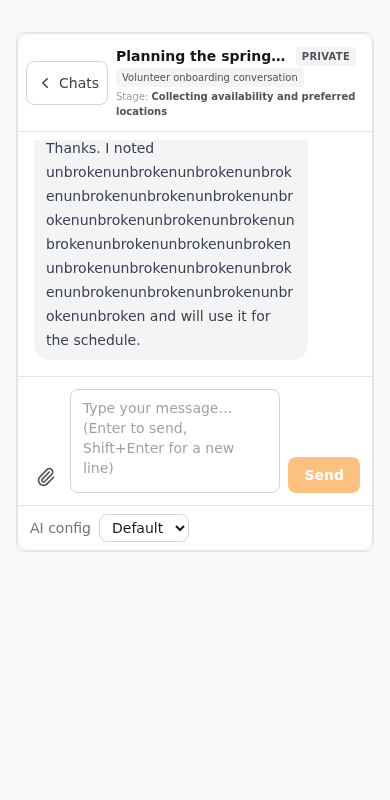 Chats
Planning the spring…
PRIVATE
Volunteer onboarding conversation
Stage: Collecting availability and preferred
locations
Thanks. I noted
unbrokenunbrokenunbrokenunbrok
enunbrokenunbrokenunbrokenunbr
okenunbrokenunbrokenunbrokenun
brokenunbrokenunbrokenunbroken
unbrokenunbrokenunbrokenunbrok
enunbrokenunbrokenunbrokenunbr
okenunbroken and will use it for
the schedule.
Type your message…
(Enter to send,
Shift+Enter for a new
line)
Send
AI config
Default